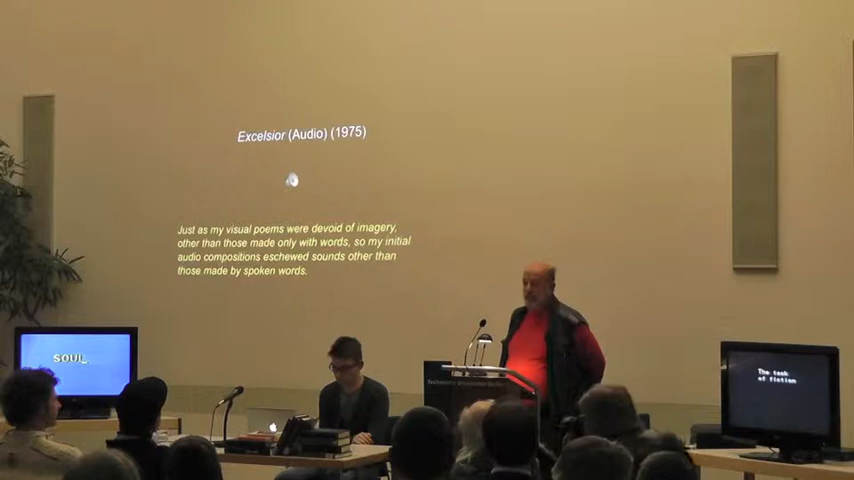 Excelsior (Audio) (1975)
Just as my visual poems were devoid of imagery,
other than those made only with words, so my initial
audio compositions eschewed sounds other than
those made by spoken words.
SOUL
The task
of fiction